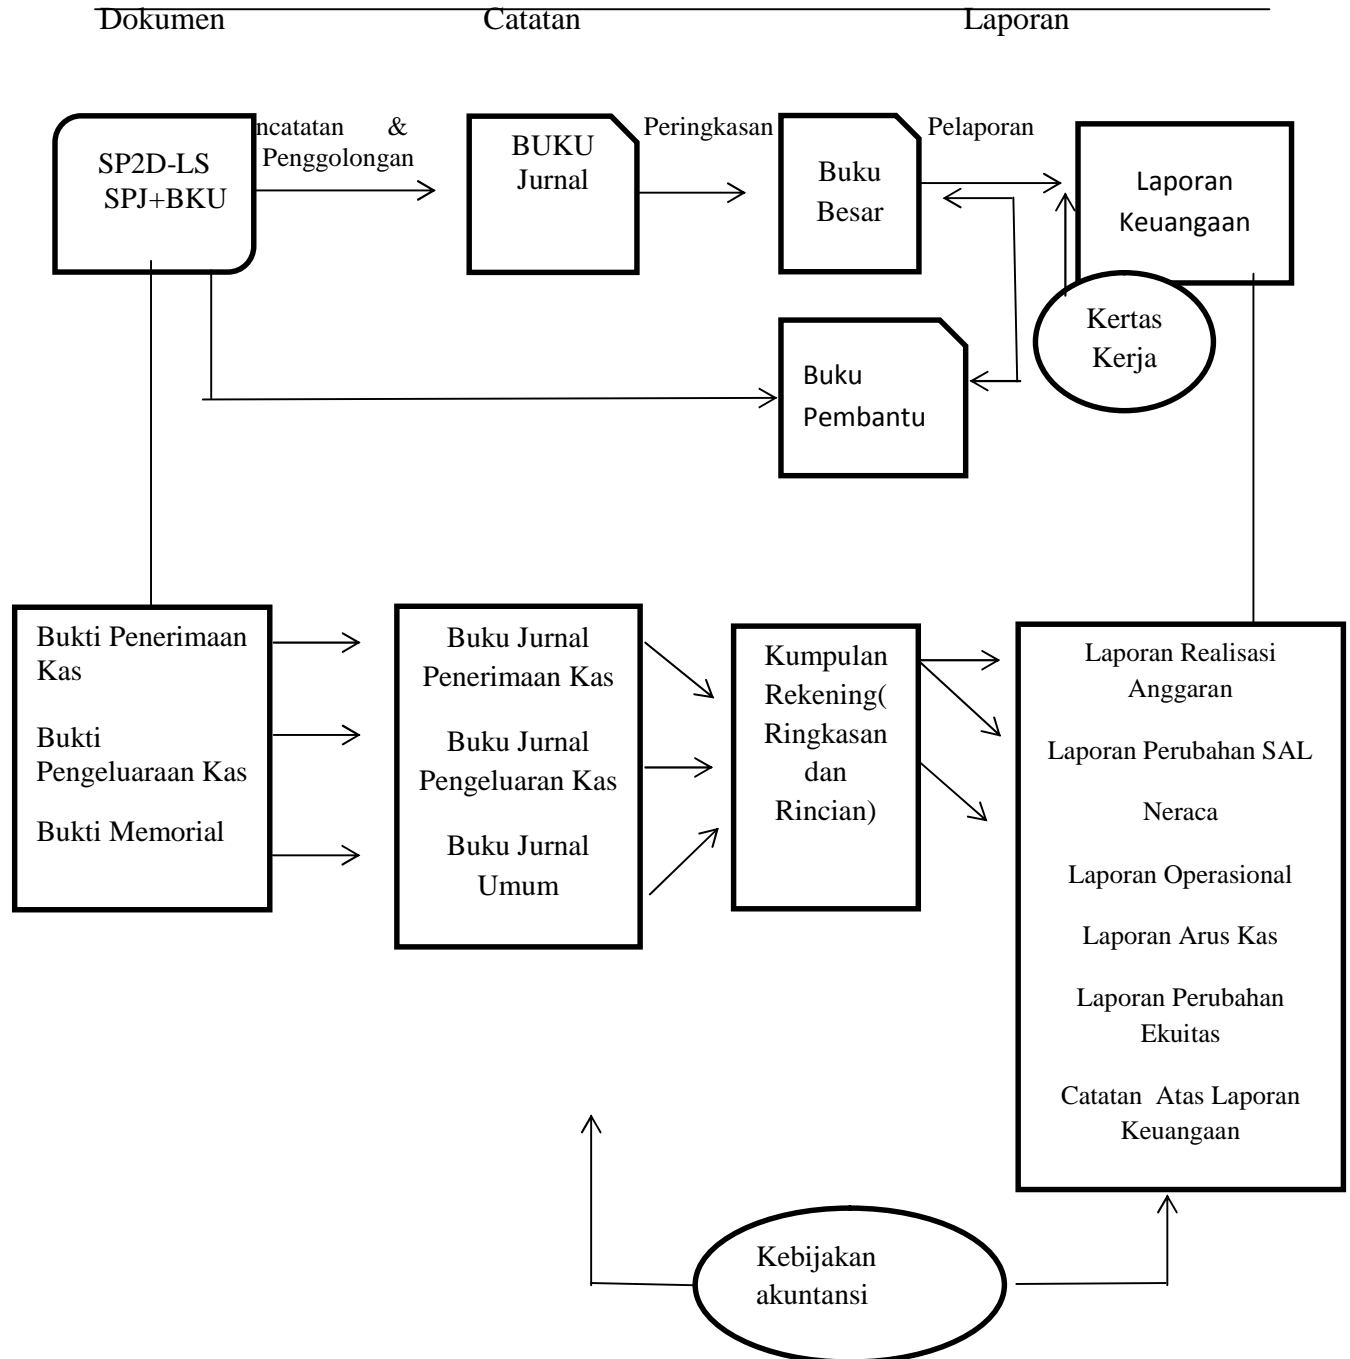 Dokumen Catatan Laporan
ncatatan &
Penggolongan
Peringkasan
Pelaporan
SP2D-LS
SPJ+BKU
BUKU
Jurnal
Buku
Besar
Laporan
Keuangaan
Kertas
Kerja
Buku
Pembantu
Bukti Penerimaan
Kas
Bukti
Pengeluaraan Kas
Bukti Memorial
Buku Jurnal
Penerimaan Kas
Buku Jurnal
Pengeluaran Kas
Buku Jurnal
Umum
Kumpulan
Rekening(
Ringkasan
dan
Rincian)
Laporan Realisasi
Anggaran
Laporan Perubahan SAL
Neraca
Laporan Operasional
Laporan Arus Kas
Laporan Perubahan
Ekuitas
Catatan Atas Laporan
Keuangaan
Kebijakan
akuntansi